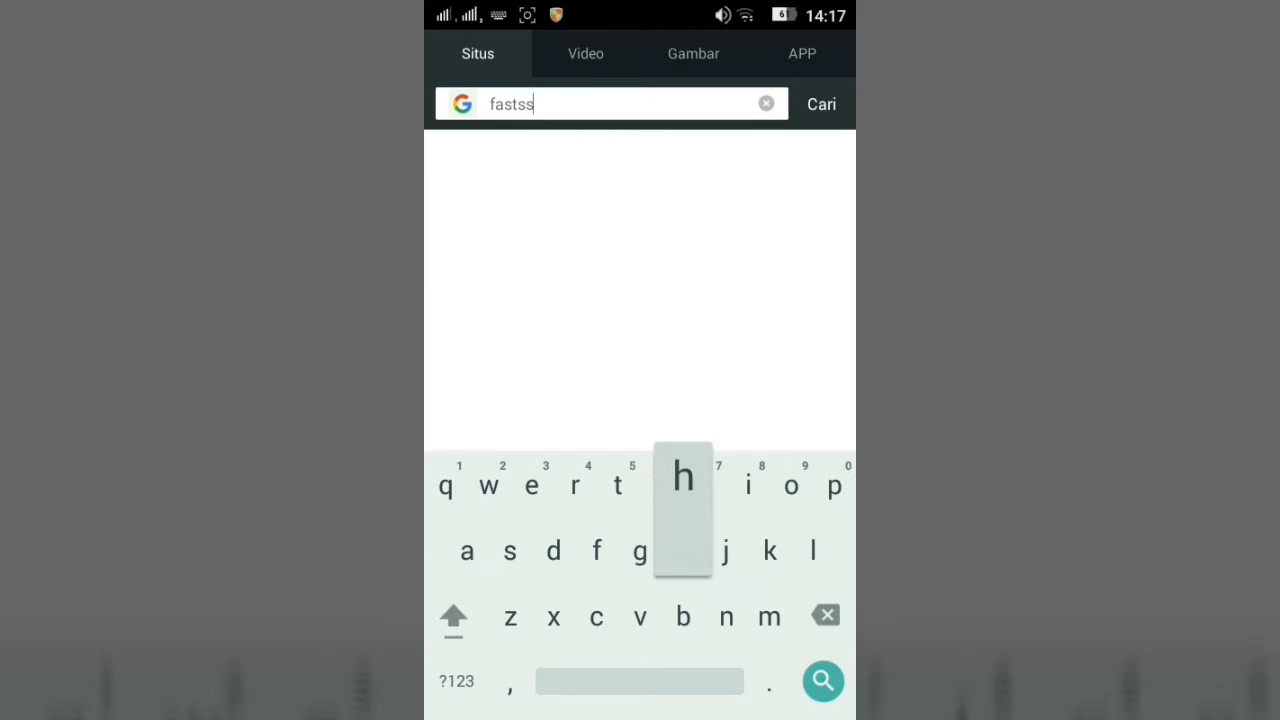 14:17
Situs Video Gambar APP
fastss Cari
1 2 3 4 5 7 8 9 0
q w e r t h i o p
a s d f g j k l
z x c v b n m
?123 , .